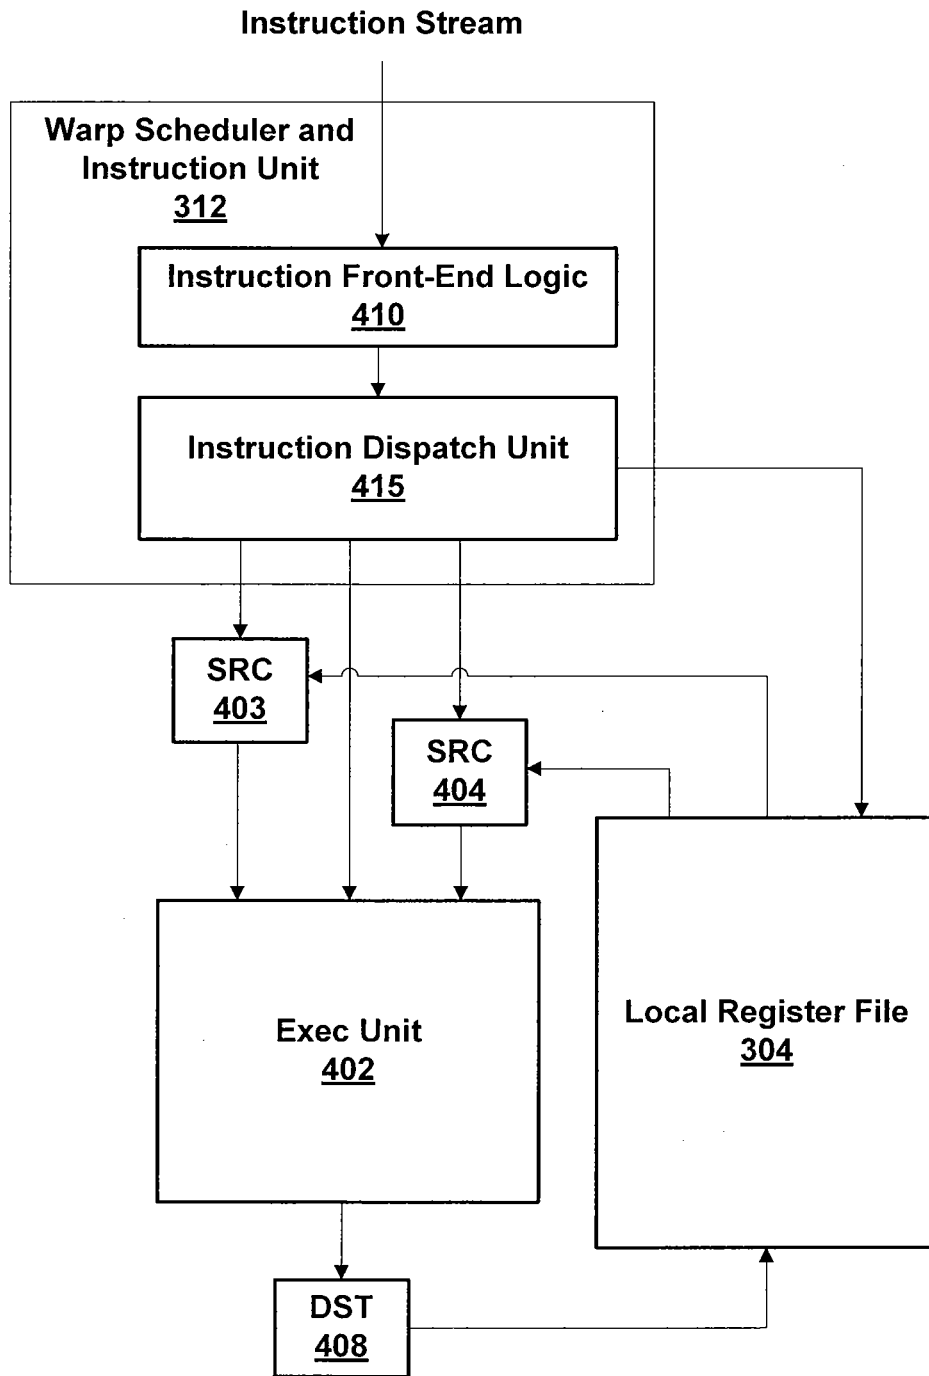 Instruction Stream
Warp Scheduler and
Instruction Unit
312
Instruction Front-End Logic
410
Instruction Dispatch Unit
415
SRC
403
SRC
404
Exec Unit
402
Local Register File
304
DST
408